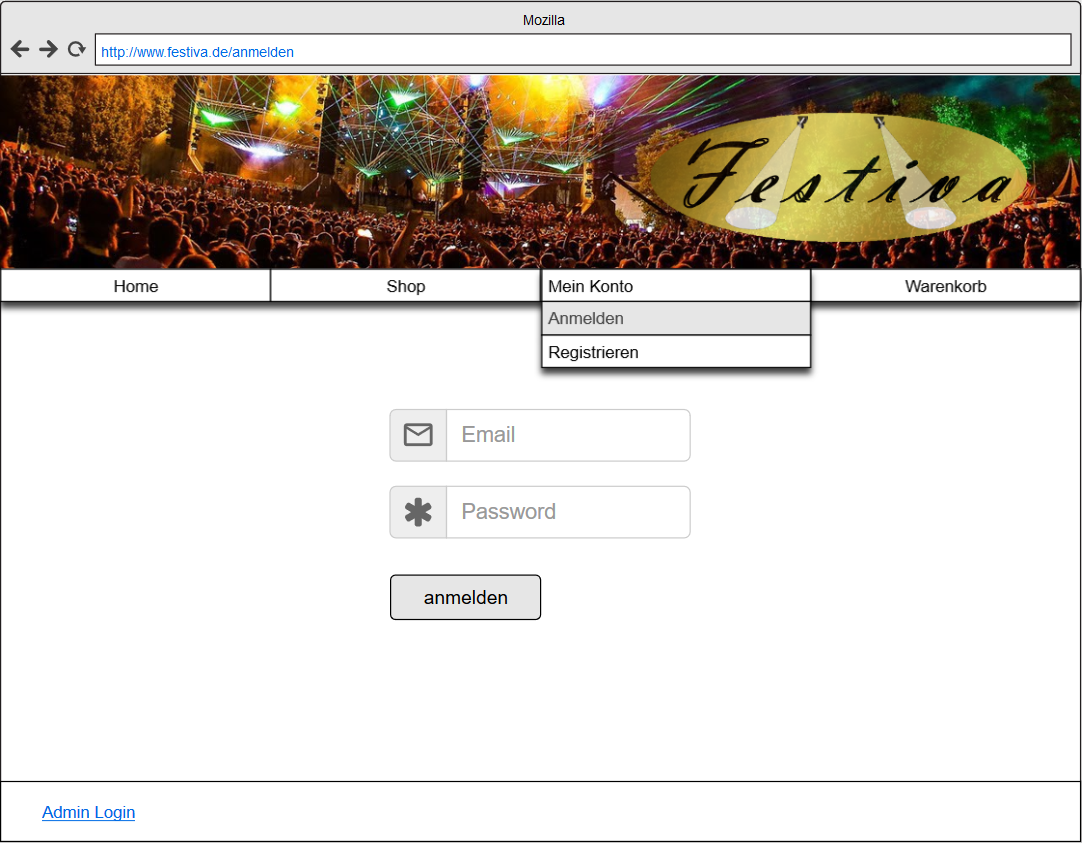 Mozilla
http://www.festiva.de/anmelden
Festiva
Home Shop Mein Konto Warenkorb
Anmelden
Registrieren
Email
Password
anmelden
Admin Login